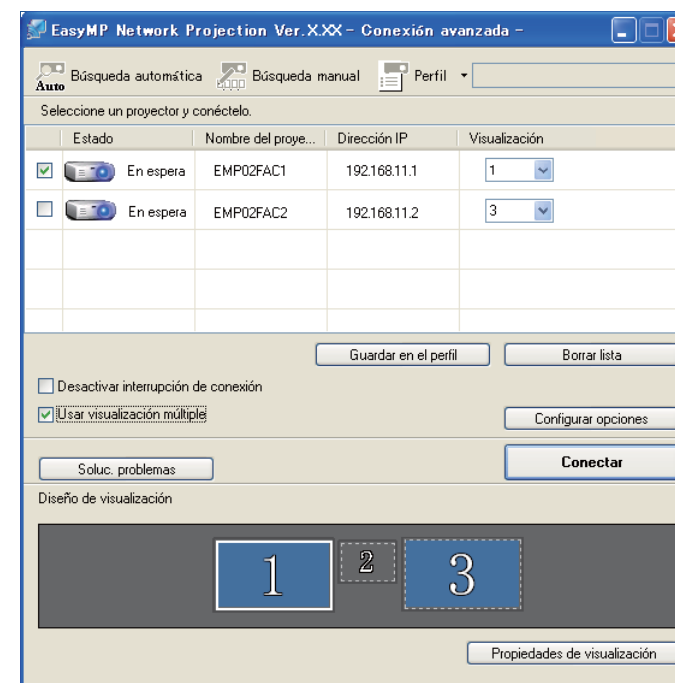 EasyMP Network Projection Ver.X.XX - Conexión avanzada -
Auto Búsqueda automática Búsqueda manual Perfil
Seleccione un proyector y conéctelo.
Estado Nombre del proye... Dirección IP Visualización
En espera EMP02FAC1 192.168.11.1 1
En espera EMP02FAC2 192.168.11.2 3
Guardar en el perfil Borrar lista
Desactivar interrupción de conexión
Usar visualización múltiple
Configurar opciones
Soluc. problemas Conectar
Diseño de visualización
1 2 3
Propiedades de visualización